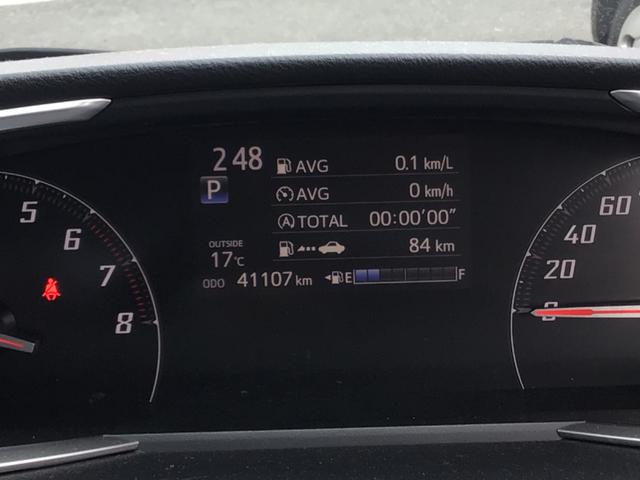 2 48
AVG 0.1 km/L
P
AVG 0 km/h
A TOTAL 00:00'00"
OUTSIDE
17°C
84 km
ODO 41107 km
E F
5
6
7
8
60
40
20
0